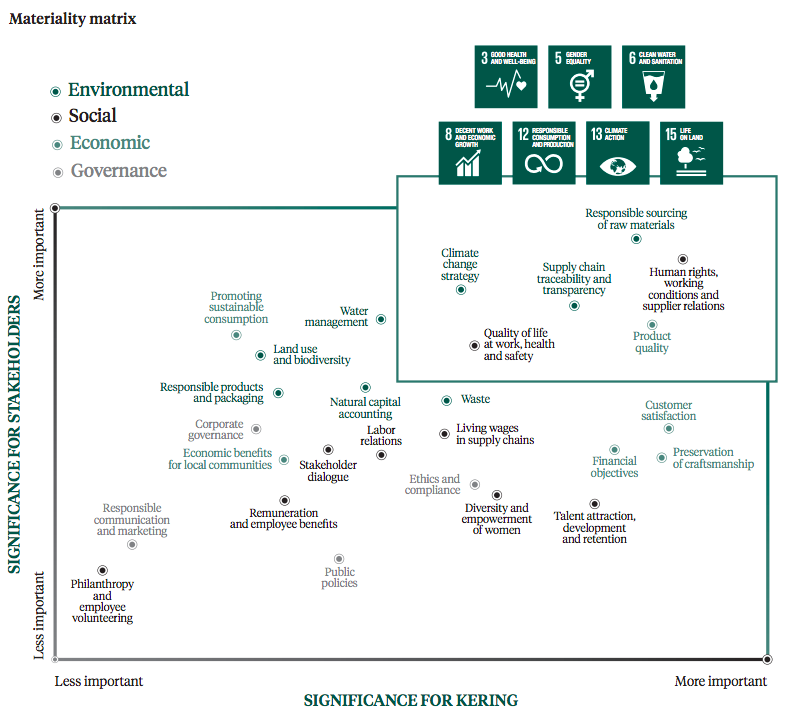 Materiality matrix
3 GOOD HEALTH
AND WELL-BEING
5 GENDER
EQUALITY
6 CLEAN WATER
AND SANITATION
Environmental
Social
Economic
Governance
8 DECENT WORK
AND ECONOMIC
GROWTH
12 RESPONSIBLE
CONSUMPTION
AND PRODUCTION
13 CLIMATE
ACTION
15 LIFE
ON LAND
SIGNIFICANCE FOR STAKEHOLDERS
More important
Less important
Responsible sourcing
of raw materials
Climate
change
strategy
Supply chain
traceability and
transparency
Human rights,
working
conditions and
supplier relations
Promoting
sustainable
consumption
Water
management
Quality of life
at work, health
and safety
Product
quality
Land use
and biodiversity
Responsible products
and packaging
Natural capital
accounting
Waste
Corporate
governance
Labor
relations
Living wages
in supply chains
Customer
satisfaction
Economic benefits
for local communities
Stakeholder
dialogue
Financial
objectives
Preservation
of craftsmanship
Ethics and
compliance
Responsible
communication
and marketing
Remuneration
and employee benefits
Diversity and
empowerment
of women
Talent attraction,
development
and retention
Public
policies
Philanthropy
and
employee
volunteering
Less important
More important
SIGNIFICANCE FOR KERING